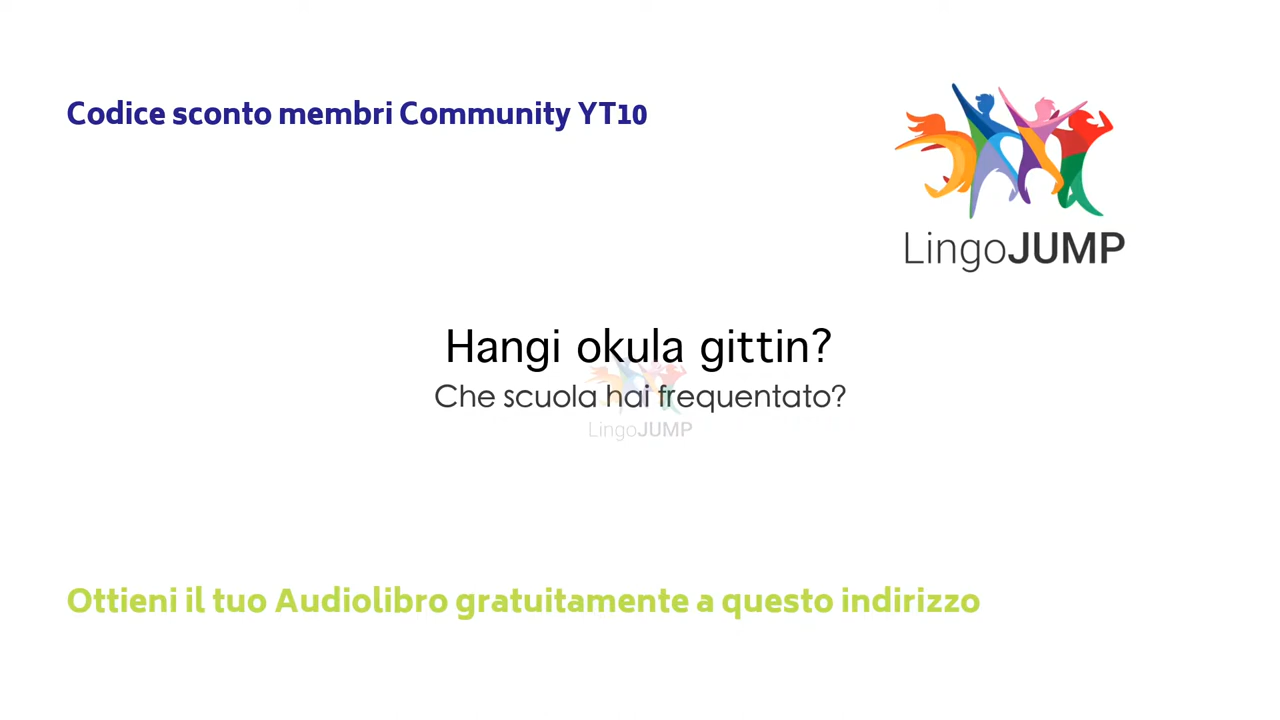 Codice sconto membri Community YT10
LingoJUMP
Hangi okula gittin?
Che scuola hai frequentato?
LingoJUMP
Ottieni il tuo Audiolibro gratuitamente a questo indirizzo